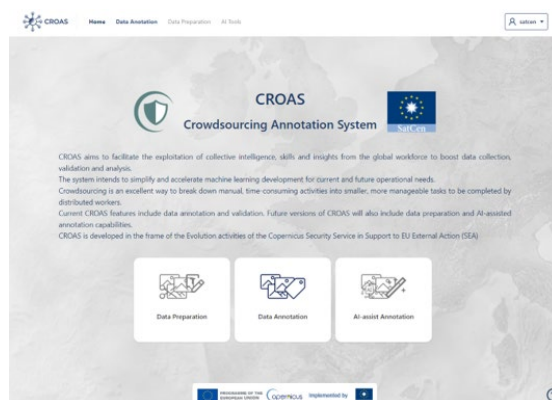 CROAS Home Data Anotation Data Preparation AI Tools satcen
CROAS
Crowdsourcing Annotation System
SatCen
CROAS aims to facilitate the exploitation of collective intelligence, skills and insights from the global workforce to boost data collection,
validation and analysis.
The system intends to simplify and accelerate machine learning development for current and future operational needs.
Crowdsourcing is an excellent way to break down manual, time-consuming activities into smaller, more manageable tasks to be completed by
distributed workers.
Current CROAS features include data annotation and validation. Future versions of CROAS will also include data preparation and AI-assisted
annotation capabilities.
CROAS is developed in the frame of the Evolution activities of the Copernicus Security Service in Support to EU External Action (SEA)
Data Preparation Data Annotation AI-assist Annotation
PROGRAMME OF THE
EUROPEAN UNION
Copernicus implemented by